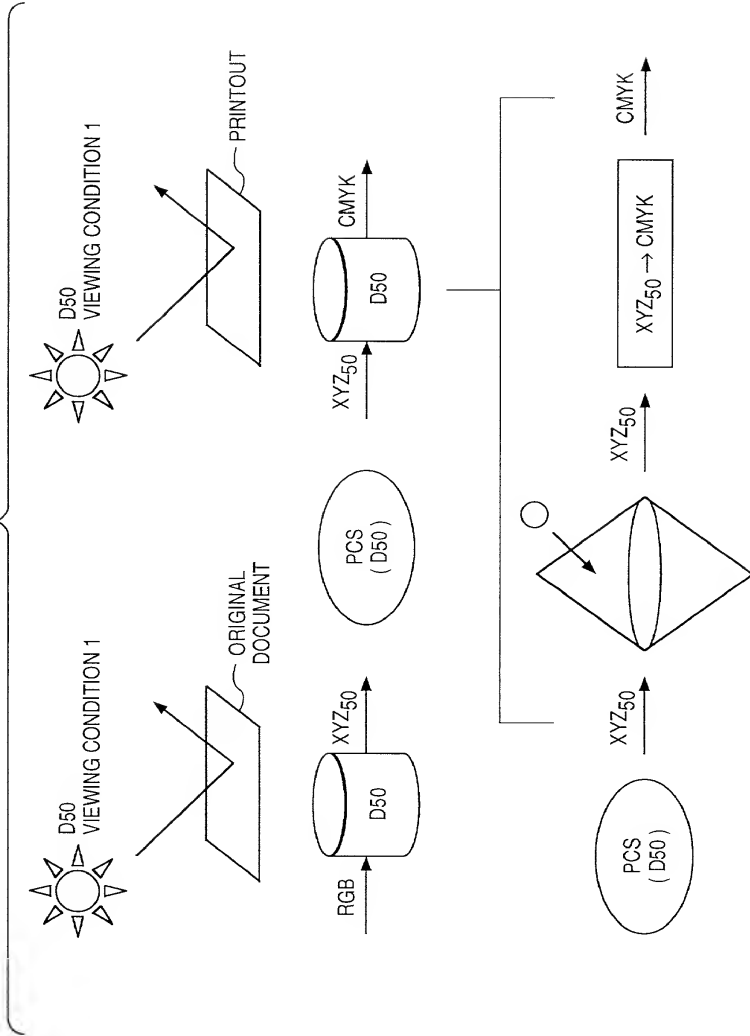 D50
VIEWING CONDITION 1
D50
VIEWING CONDITION 1
ORIGINAL
DOCUMENT
PRINTOUT
RGB
D50
XYZ50
PCS
( D50 )
XYZ50
D50
CMYK
PCS
( D50 )
XYZ50
XYZ50
XYZ50 → CMYK
CMYK